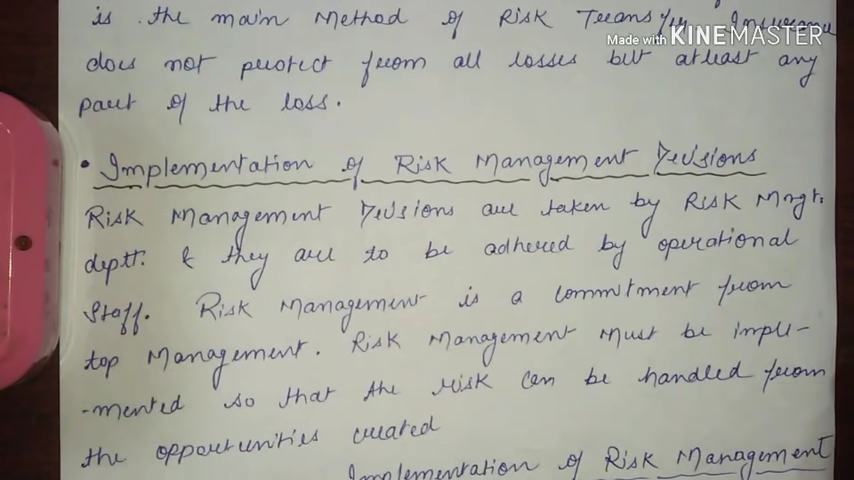 is the main Method of Risk Transfer Insurance
Made with KINEMASTER
does not protect from all losses but atleast any
part of the loss.
• Implementation of Risk Management Decisions
Risk Management Decisions are taken by Risk Mngt.
deptt. & they are to be adhered by operational
Staff. Risk Management is a commitment from
top Management. Risk Management Must be imple-
-mented so that the risk can be handled from
the opportunities created
Implementation of Risk Management